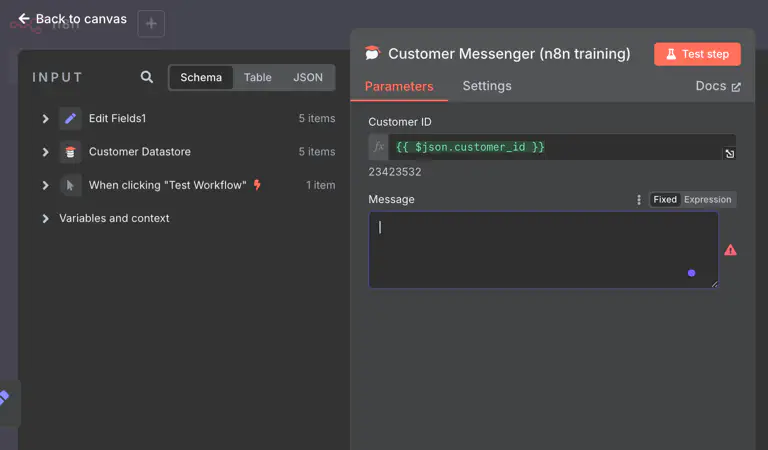 Back to canvas
n8n
INPUT
Schema
Table
JSON
Edit Fields1
5 items
Customer Datastore
5 items
When clicking "Test Workflow"
1 item
Variables and context
Customer Messenger (n8n training)
Test step
Parameters
Settings
Docs
Customer ID
fx
{{ $json.customer_id }}
23423532
Message
Fixed
Expression